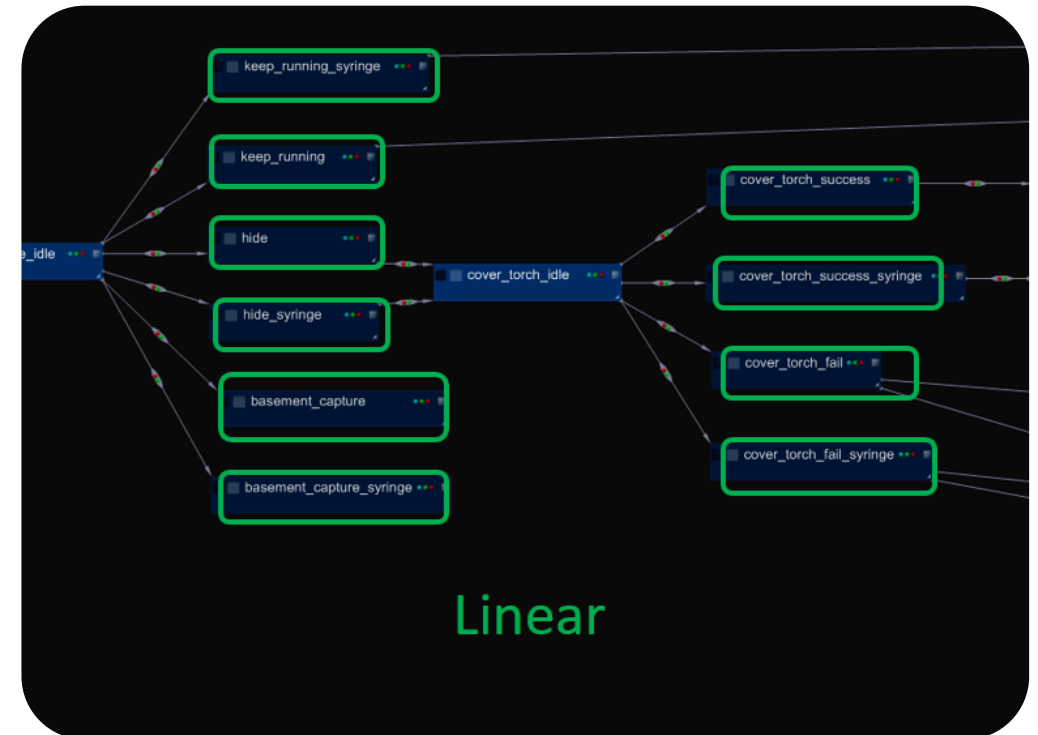 keep_running_syringe
keep_running
hide
hide_syringe
basement_capture
basement_capture_syringe
e_idle
cover_torch_idle
cover_torch_success
cover_torch_success_syringe
cover_torch_fail
cover_torch_fail_syringe
Linear